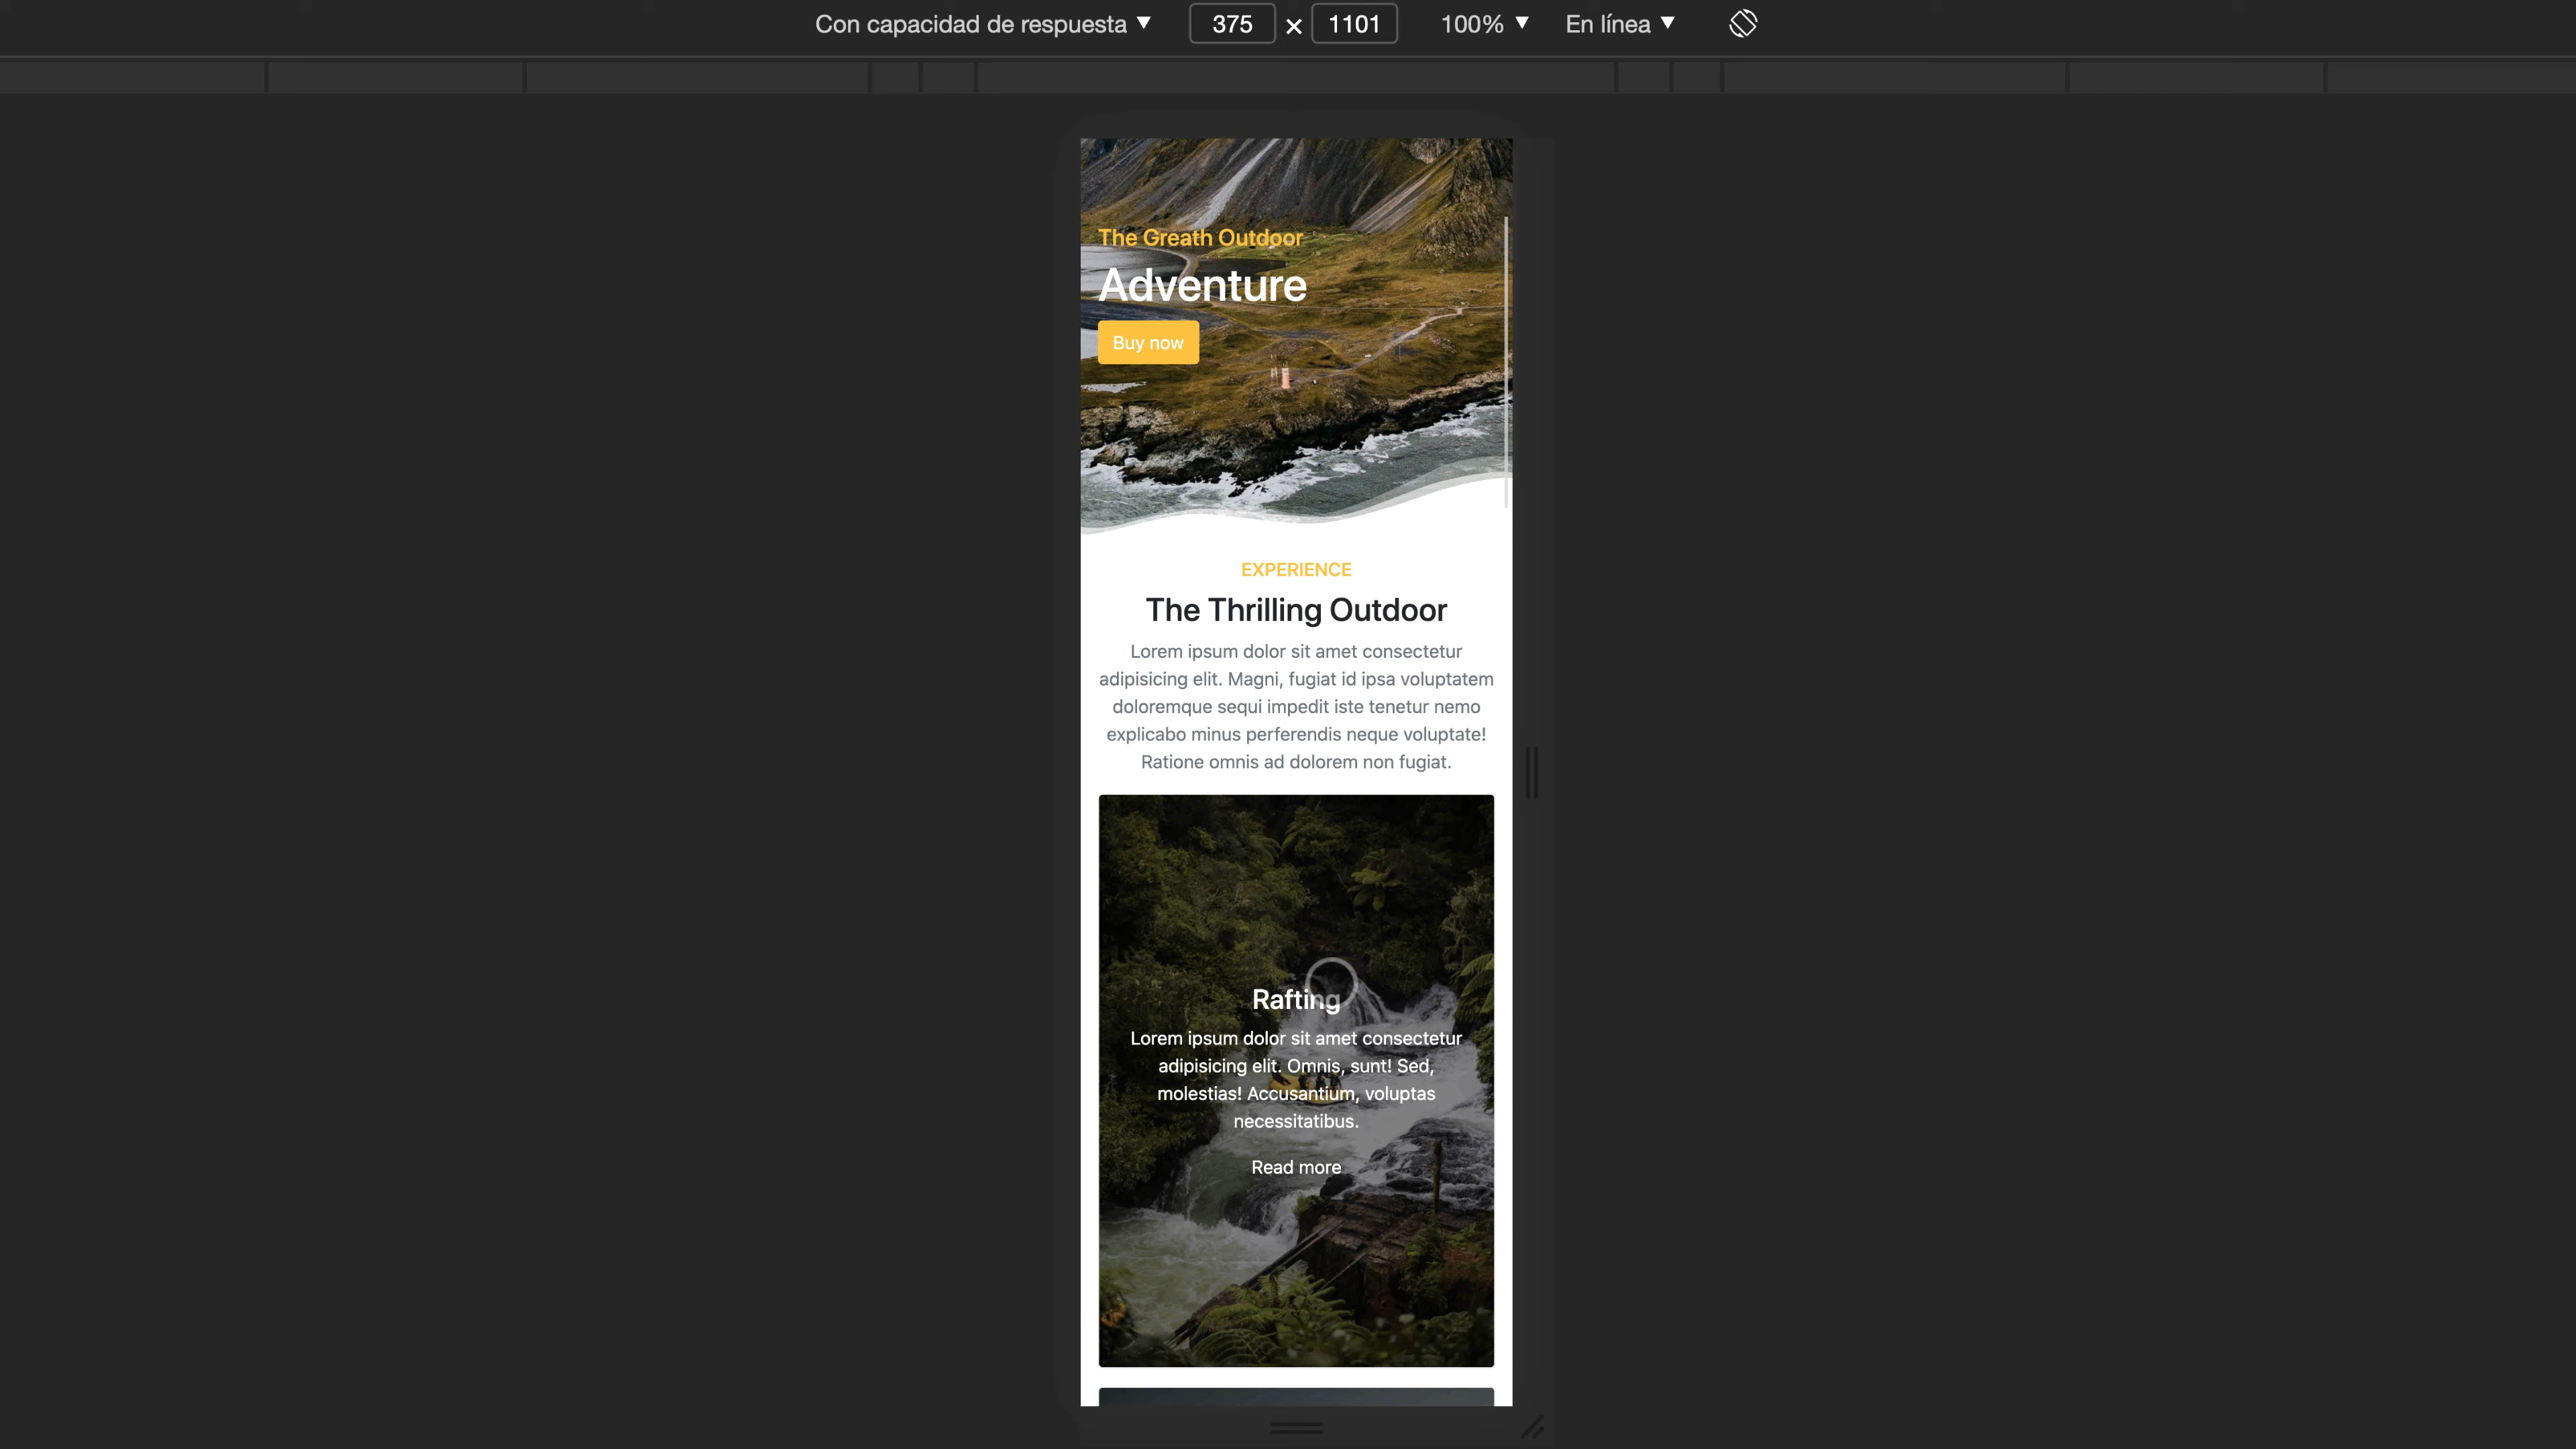 Con capacidad de respuesta ▼ 375 × 1101 100% ▼ En línea ▼
The Greath Outdoor
Adventure
Buy now
EXPERIENCE
The Thrilling Outdoor
Lorem ipsum dolor sit amet consectetur
adipisicing elit. Magni, fugiat id ipsa voluptatem
doloremque sequi impedit iste tenetur nemo
explicabo minus perferendis neque voluptate!
Ratione omnis ad dolorem non fugiat.
Rafting
Lorem ipsum dolor sit amet consectetur
adipisicing elit. Omnis, sunt! Sed,
molestias! Accusantium, voluptas
necessitatibus.
Read more